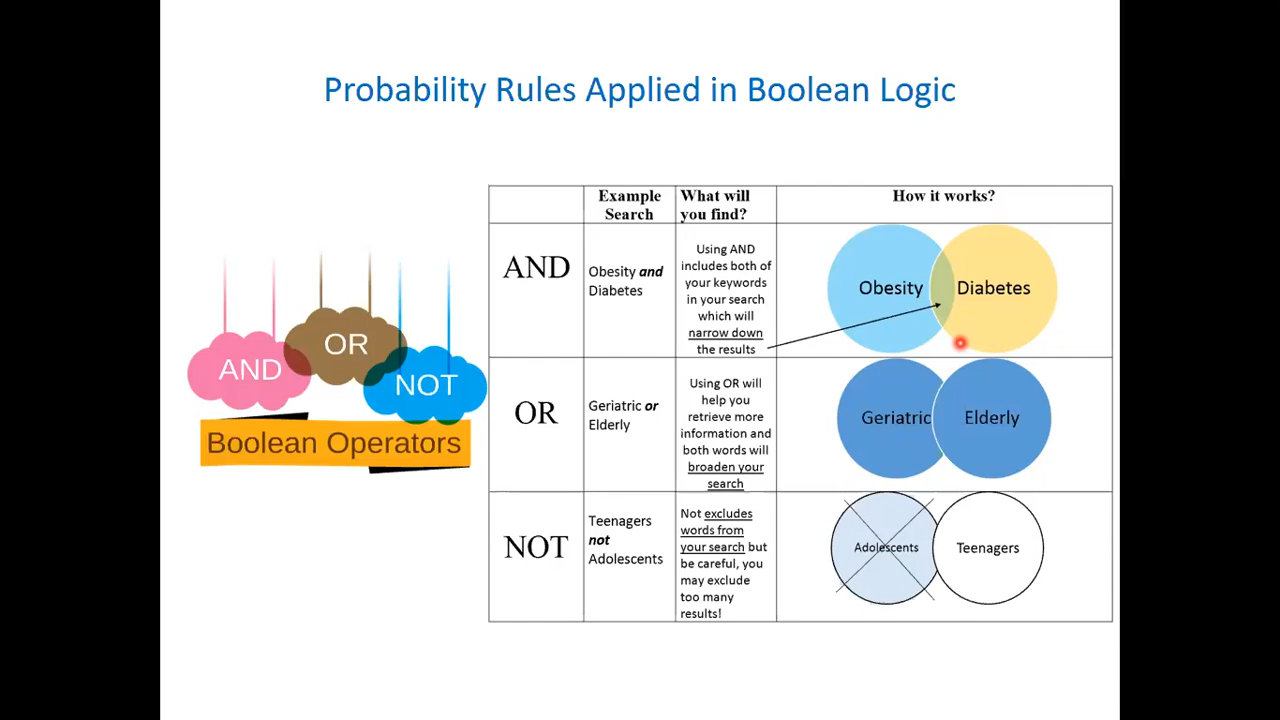 Probability Rules Applied in Boolean Logic
AND
OR
NOT
Boolean Operators
Example
Search
What will
you find?
How it works?
AND
Obesity and
Diabetes
Using AND
includes both of
your keywords
in your search
which will
narrow down
the results
Obesity
Diabetes
OR
Geriatric or
Elderly
Using OR will
help you
retrieve more
information and
both words will
broaden your
search
Geriatric
Elderly
NOT
Teenagers
not
Adolescents
Not excludes
words from
your search but
be careful, you
may exclude
too many
results!
Adolescents
Teenagers